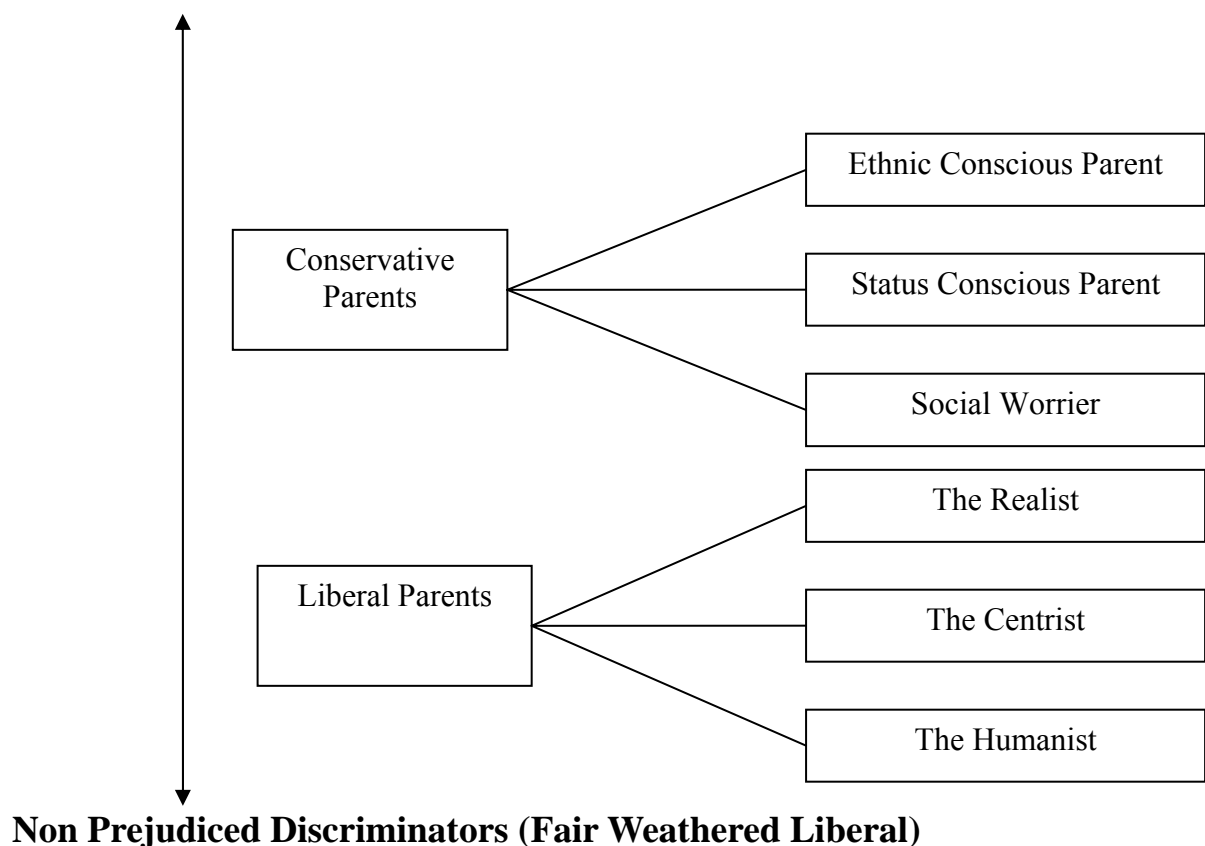 Ethnic Conscious Parent
Conservative
Parents
Status Conscious Parent
Social Worrier
The Realist
Liberal Parents
The Centrist
The Humanist
Non Prejudiced Discriminators (Fair Weathered Liberal)